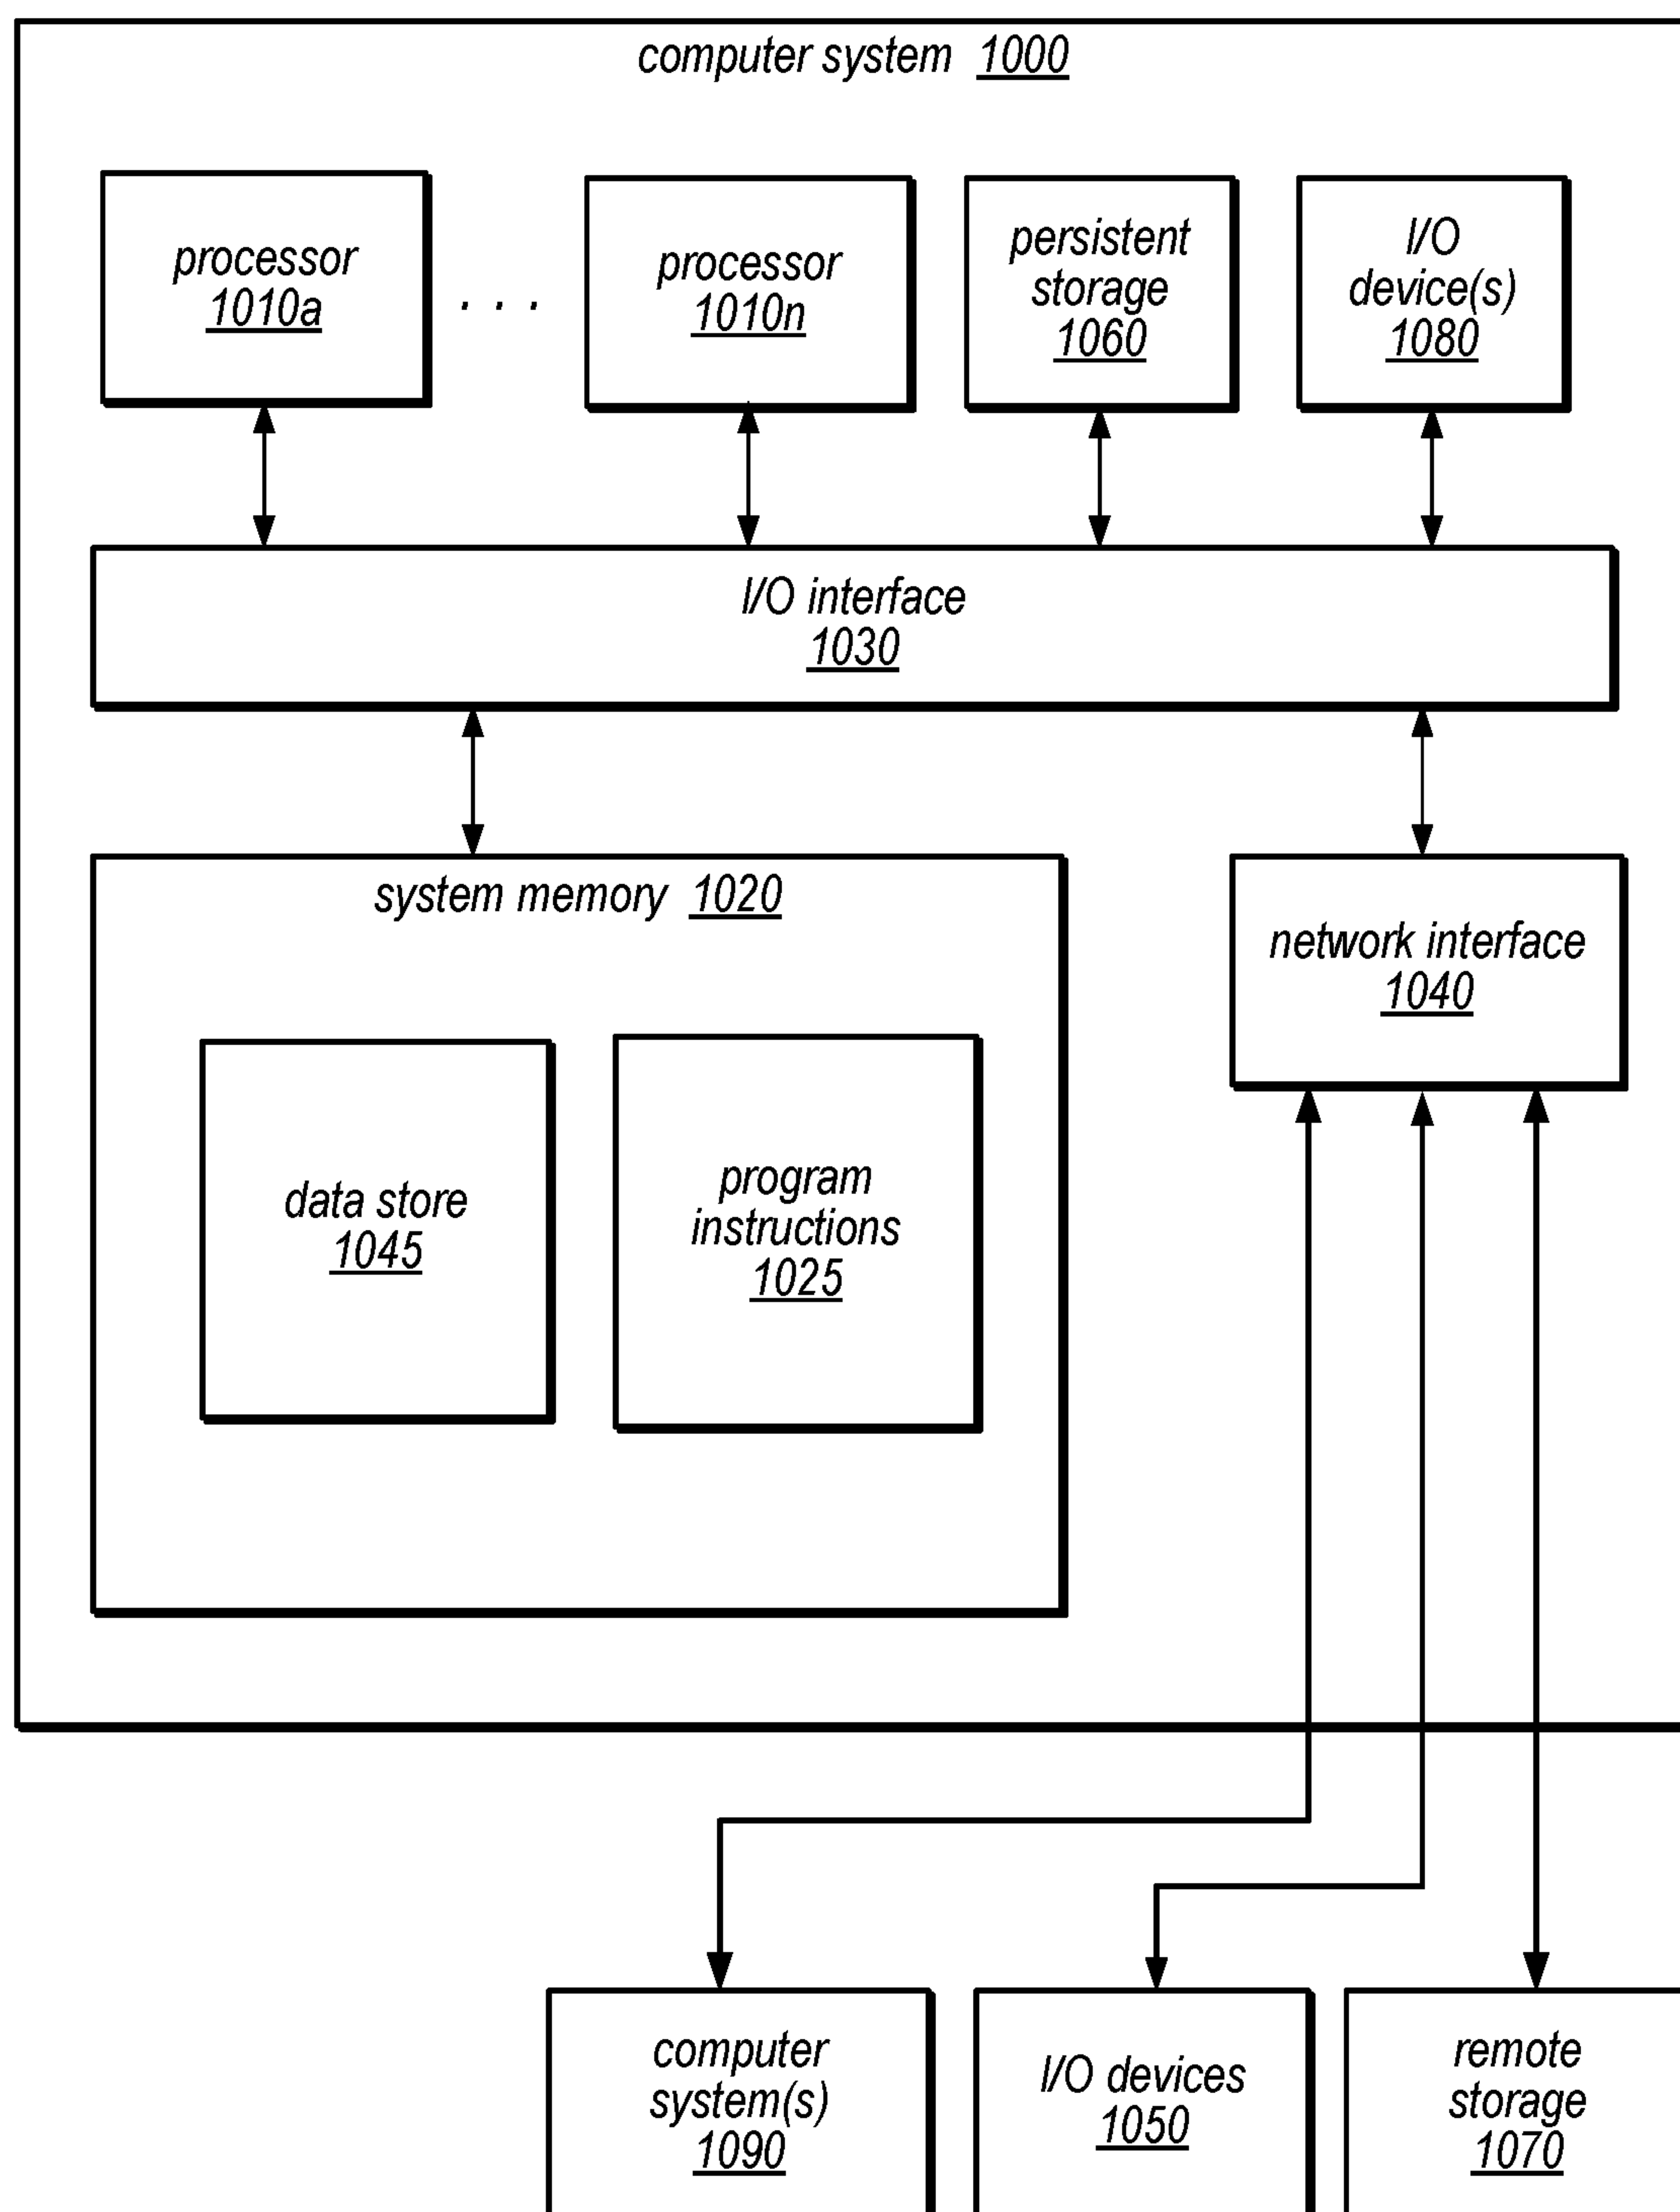 computer system 1000
processor
1010a
. . .
processor
1010n
persistent
storage
1060
I/O
device(s)
1080
I/O interface
1030
system memory 1020
network interface
1040
data store
1045
program
instructions
1025
computer
system(s)
1090
I/O devices
1050
remote
storage
1070